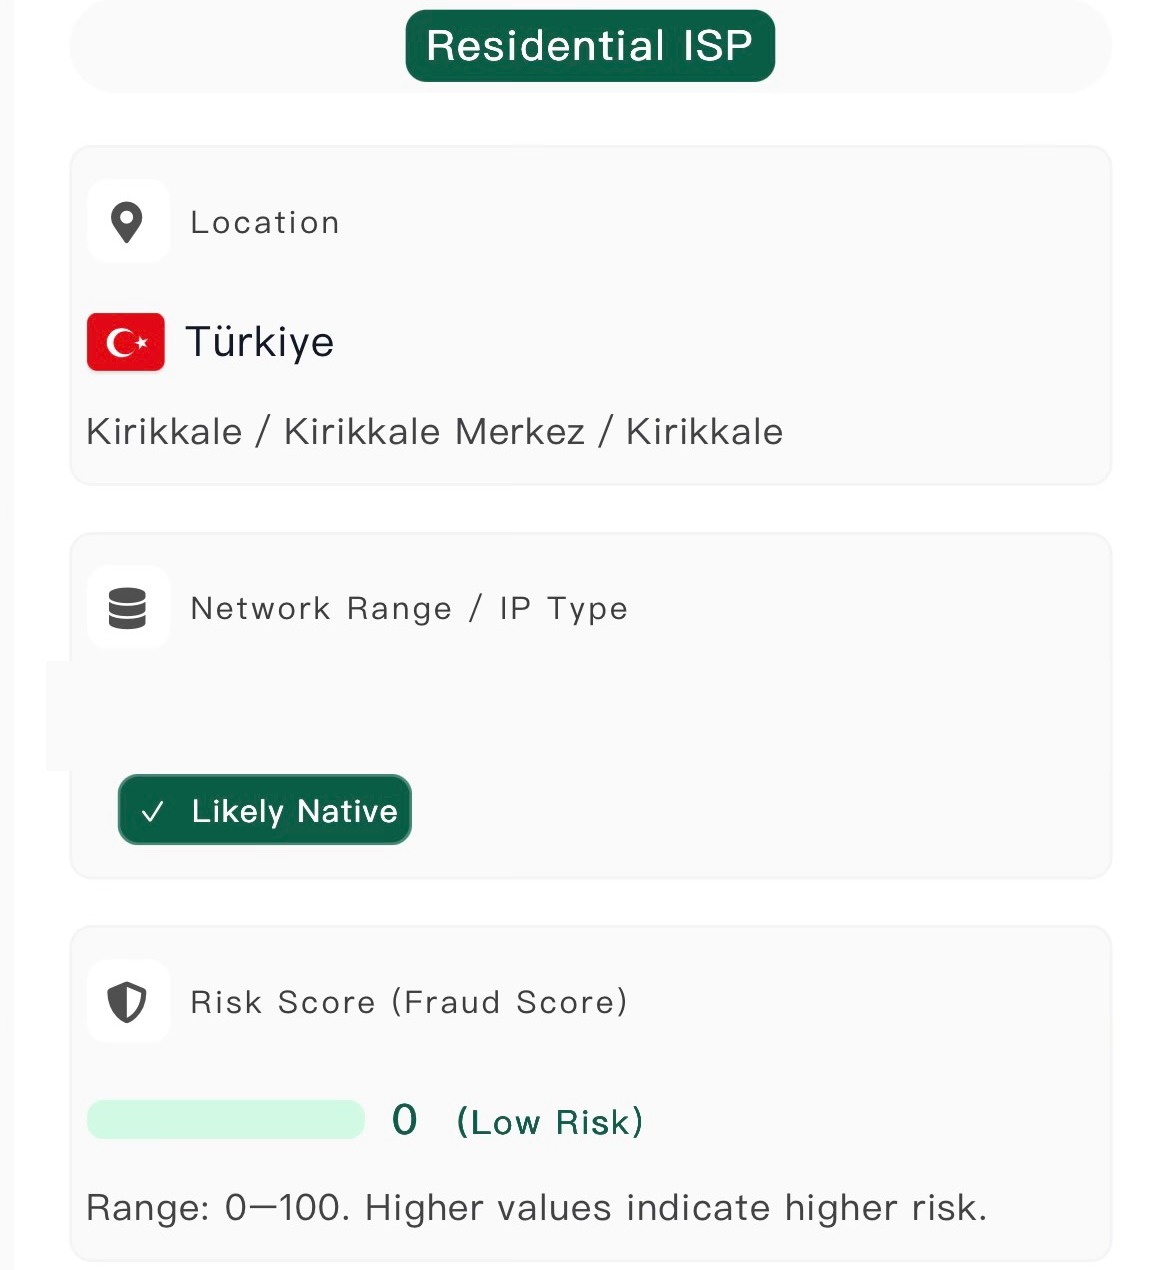 Residential ISP
Location
Türkiye
Kirikkale / Kirikkale Merkez / Kirikkale
Network Range / IP Type
✓ Likely Native
Risk Score (Fraud Score)
0 (Low Risk)
Range: 0—100. Higher values indicate higher risk.